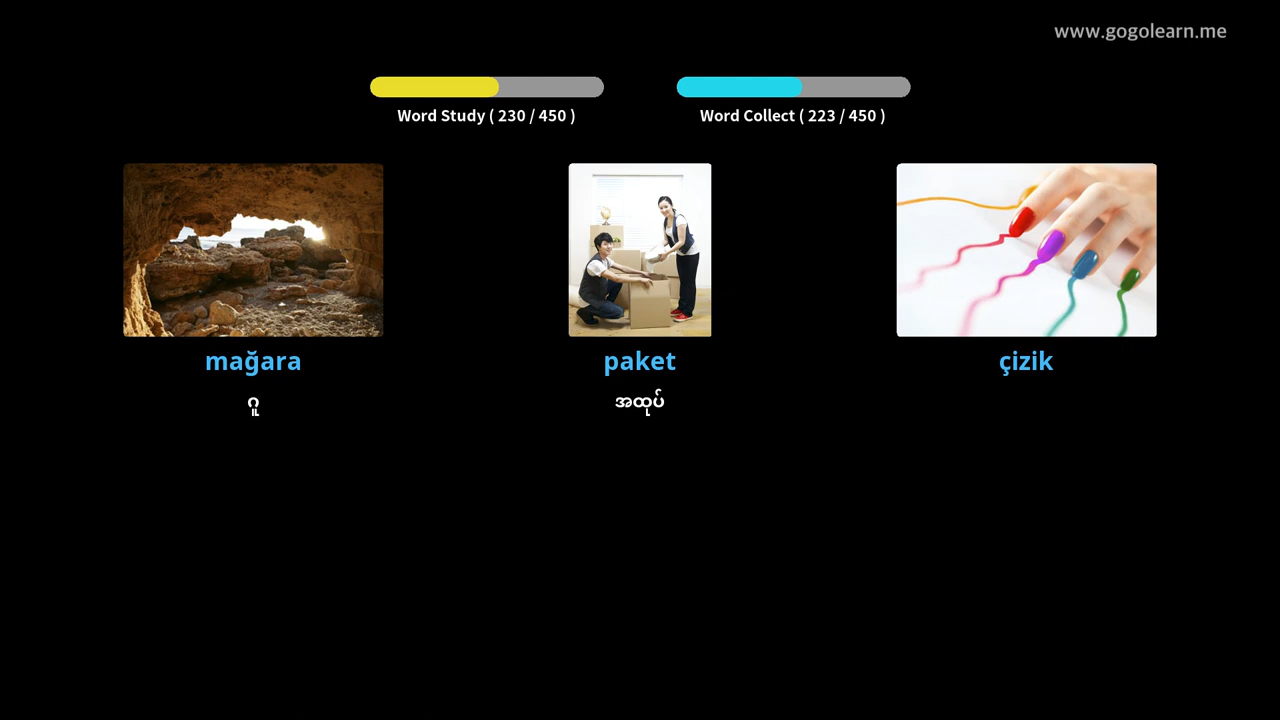 www.gogolearn.me
Word Study ( 230 / 450 )
Word Collect ( 223 / 450 )
mağara
paket
çizik
ဂူ
အထုပ်